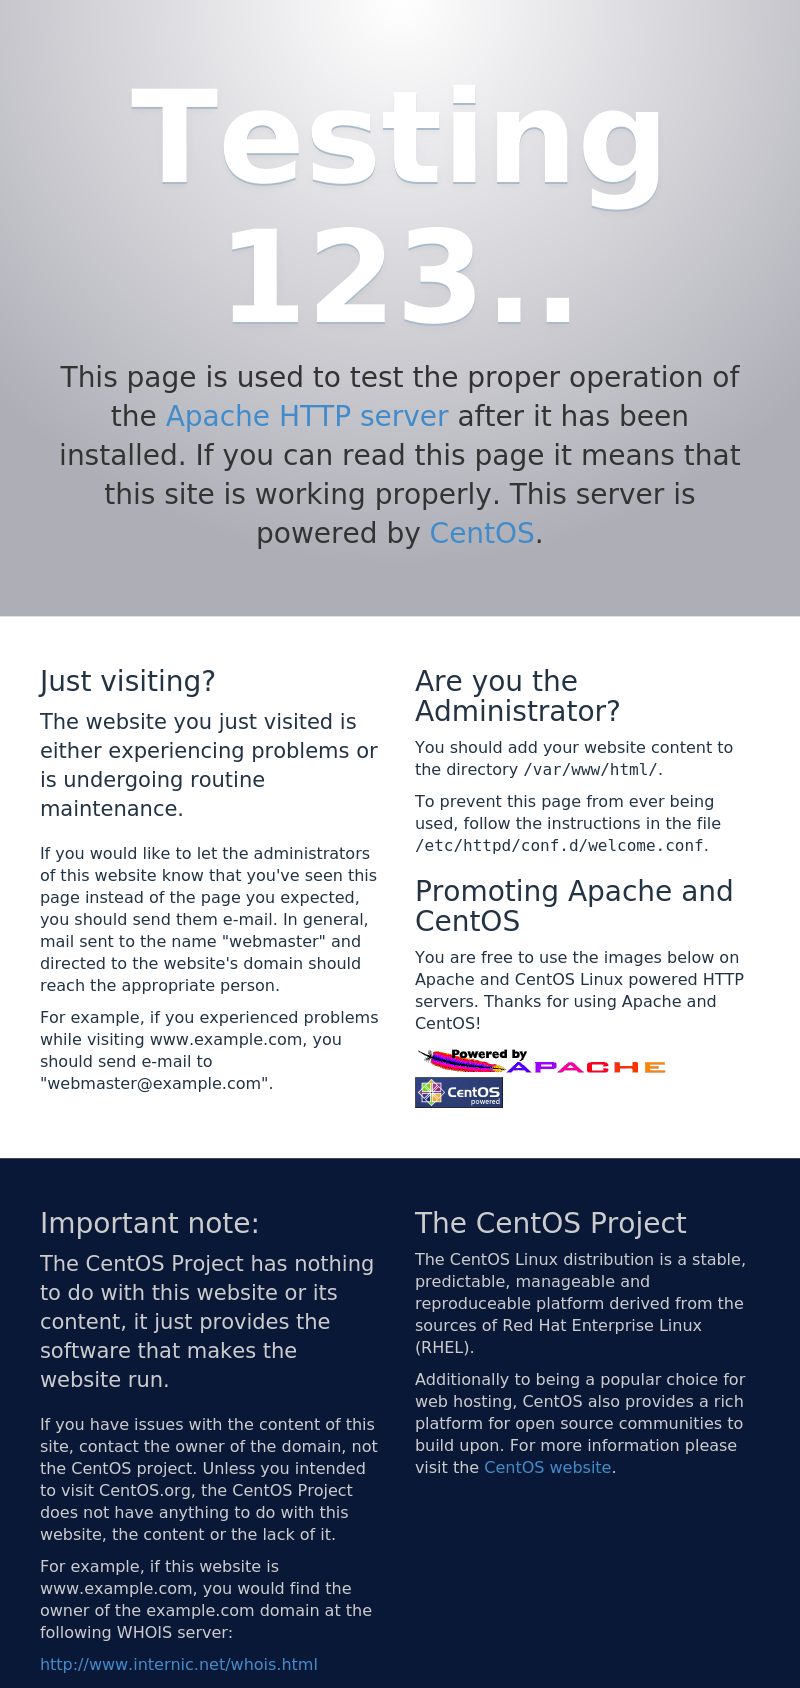 Testing
123..
This page is used to test the proper operation of
the Apache HTTP server after it has been
installed. If you can read this page it means that
this site is working properly. This server is
powered by CentOS.
Just visiting?
The website you just visited is
either experiencing problems or
is undergoing routine
maintenance.
If you would like to let the administrators
of this website know that you've seen this
page instead of the page you expected,
you should send them e-mail. In general,
mail sent to the name "webmaster" and
directed to the website's domain should
reach the appropriate person.
For example, if you experienced problems
while visiting www.example.com, you
should send e-mail to
"webmaster@example.com".
Are you the
Administrator?
You should add your website content to
the directory /var/www/html/.
To prevent this page from ever being
used, follow the instructions in the file
/etc/httpd/conf.d/welcome.conf.
Promoting Apache and
CentOS
You are free to use the images below on
Apache and CentOS Linux powered HTTP
servers. Thanks for using Apache and
CentOS!
Powered by
APACHE
CentOS
powered
Important note:
The CentOS Project has nothing
to do with this website or its
content, it just provides the
software that makes the
website run.
If you have issues with the content of this
site, contact the owner of the domain, not
the CentOS project. Unless you intended
to visit CentOS.org, the CentOS Project
does not have anything to do with this
website, the content or the lack of it.
For example, if this website is
www.example.com, you would find the
owner of the example.com domain at the
following WHOIS server:
http://www.internic.net/whois.html
The CentOS Project
The CentOS Linux distribution is a stable,
predictable, manageable and
reproduceable platform derived from the
sources of Red Hat Enterprise Linux
(RHEL).
Additionally to being a popular choice for
web hosting, CentOS also provides a rich
platform for open source communities to
build upon. For more information please
visit the CentOS website.